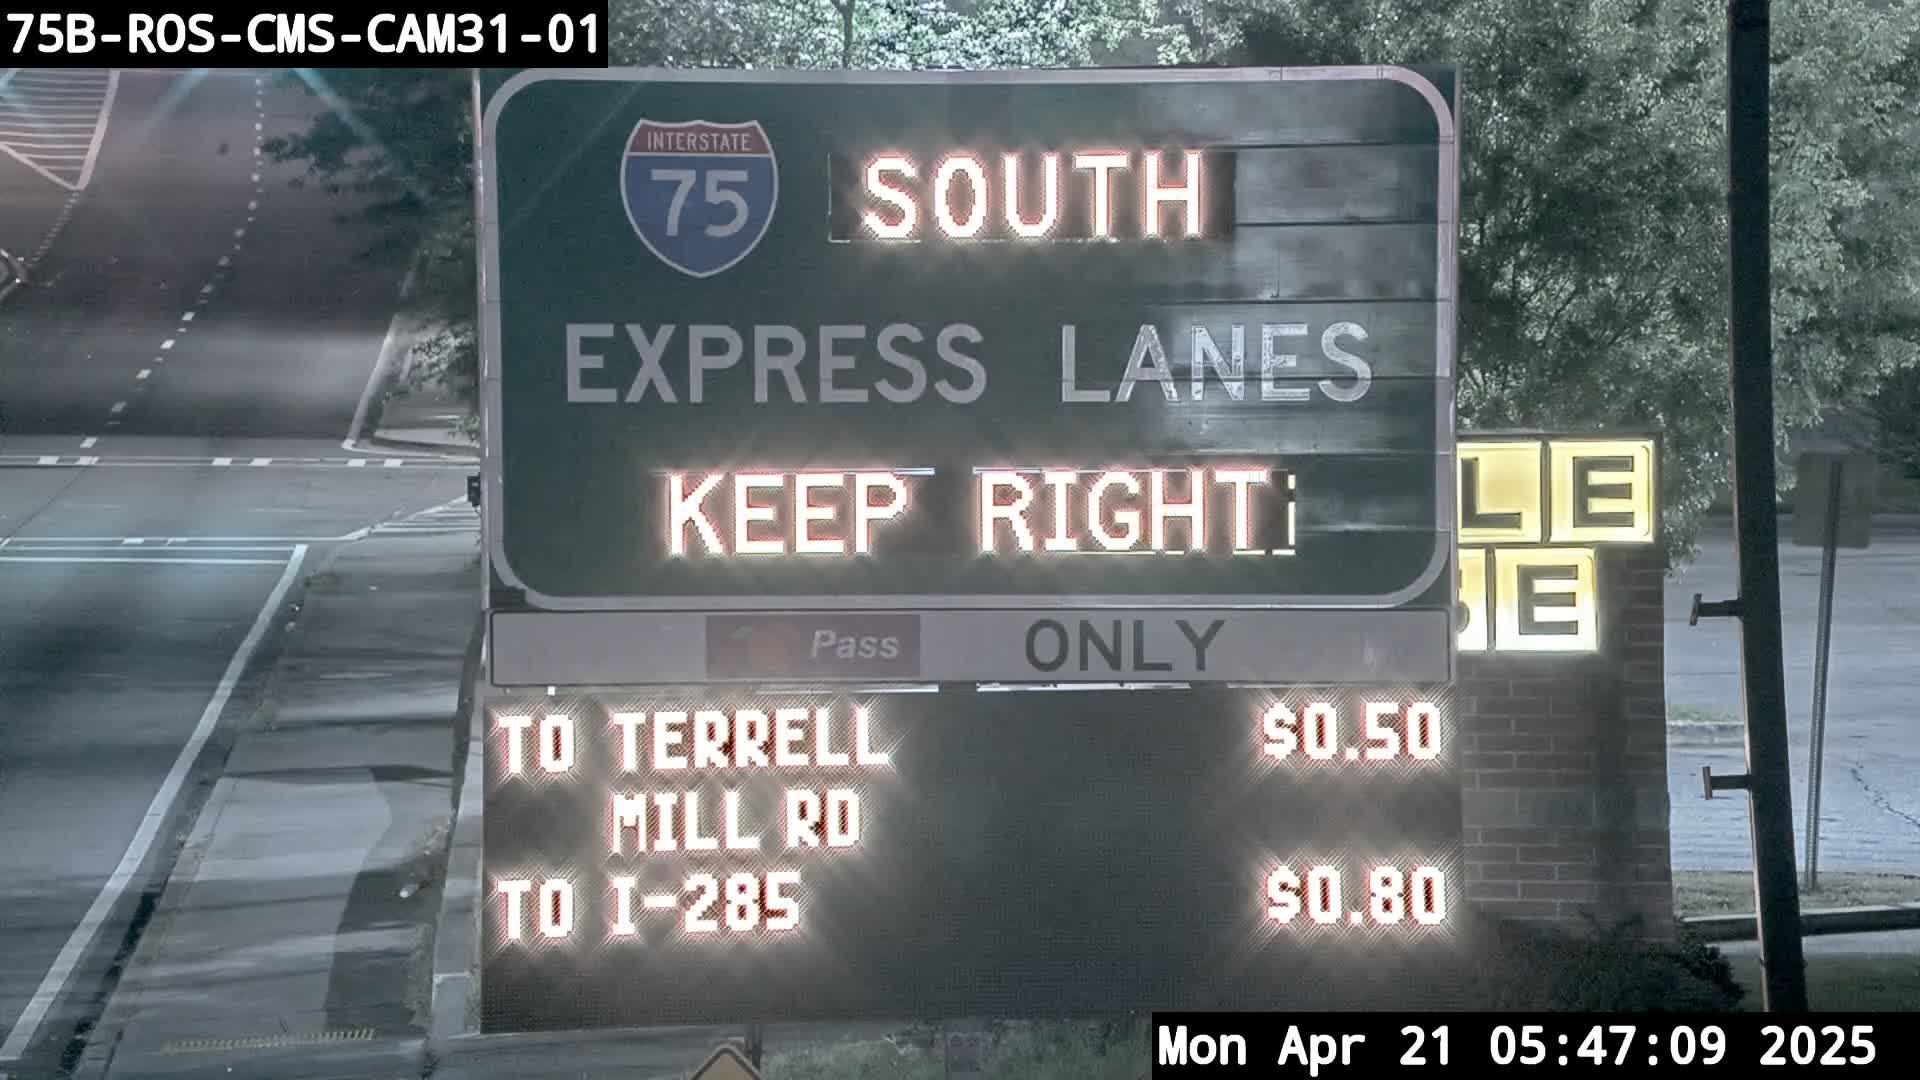 75B-ROS-CMS-CAM31-01
INTERSTATE
75
SOUTH
EXPRESS LANES
KEEP RIGHT
Pass ONLY
TO TERRELL $0.50
MILL RD
TO I-285 $0.80
LE
E
Mon Apr 21 05:47:09 2025